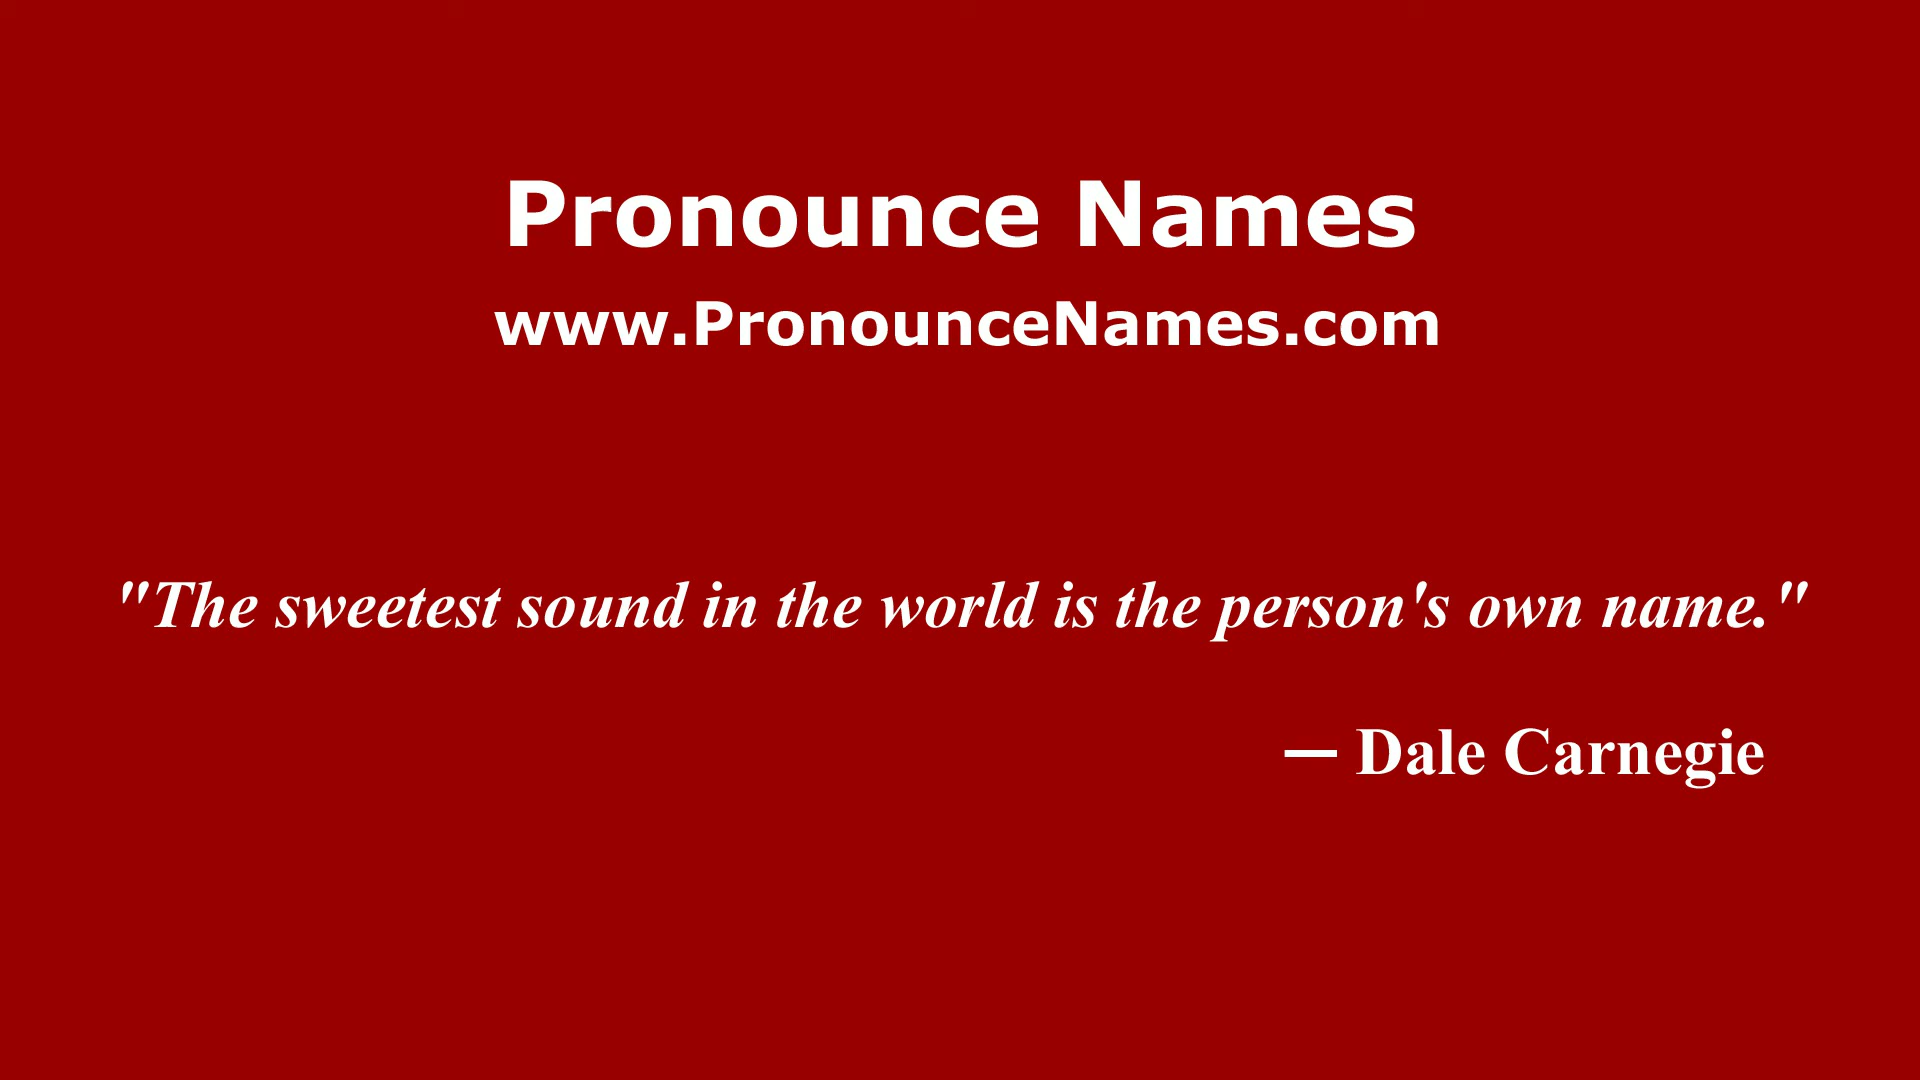 Pronounce Names
www.PronounceNames.com
"The sweetest sound in the world is the person's own name."
— Dale Carnegie